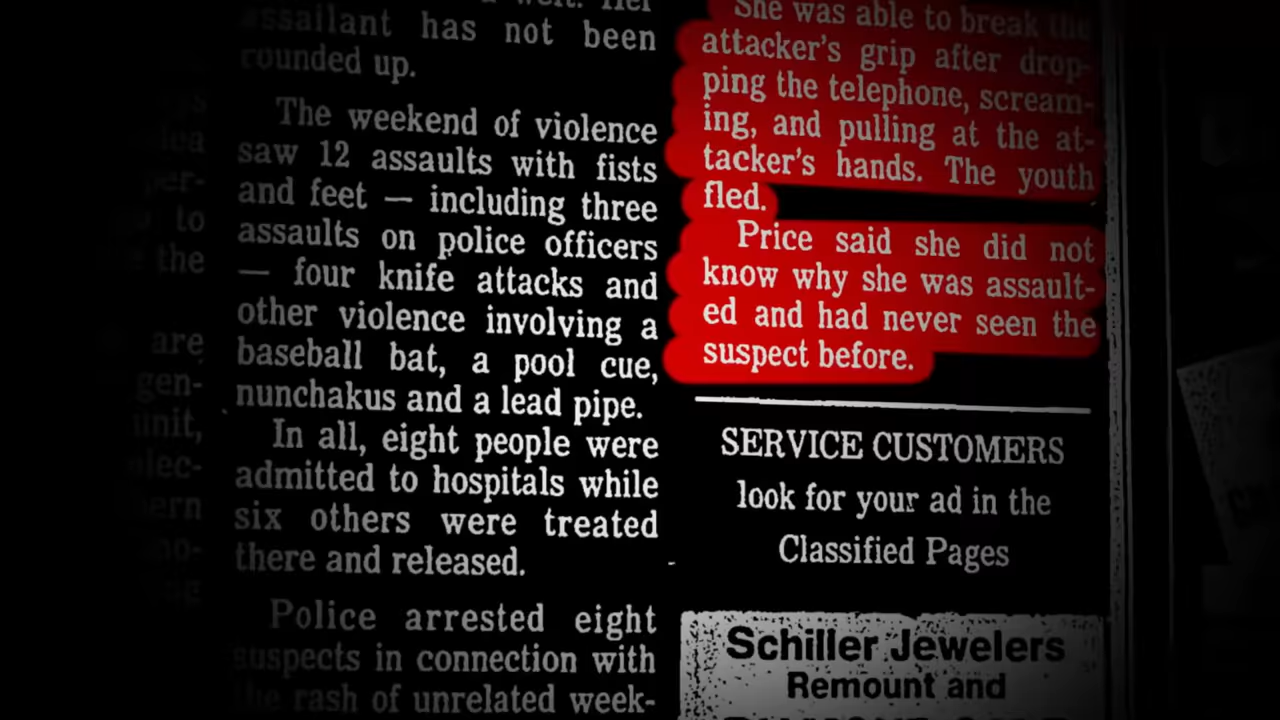 assailant has not been
rounded up.
The weekend of violence
saw 12 assaults with fists
and feet — including three
assaults on police officers
— four knife attacks and
other violence involving a
baseball bat, a pool cue,
nunchakus and a lead pipe.
In all, eight people were
admitted to hospitals while
six others were treated
there and released.
Police arrested eight
suspects in connection with
the rash of unrelated week-
She was able to break the
attacker's grip after drop-
ping the telephone, scream-
ing, and pulling at the at-
tacker's hands. The youth
fled.
Price said she did not
know why she was assault-
ed and had never seen the
suspect before.
SERVICE CUSTOMERS
look for your ad in the
Classified Pages
Schiller Jewelers
Remount and